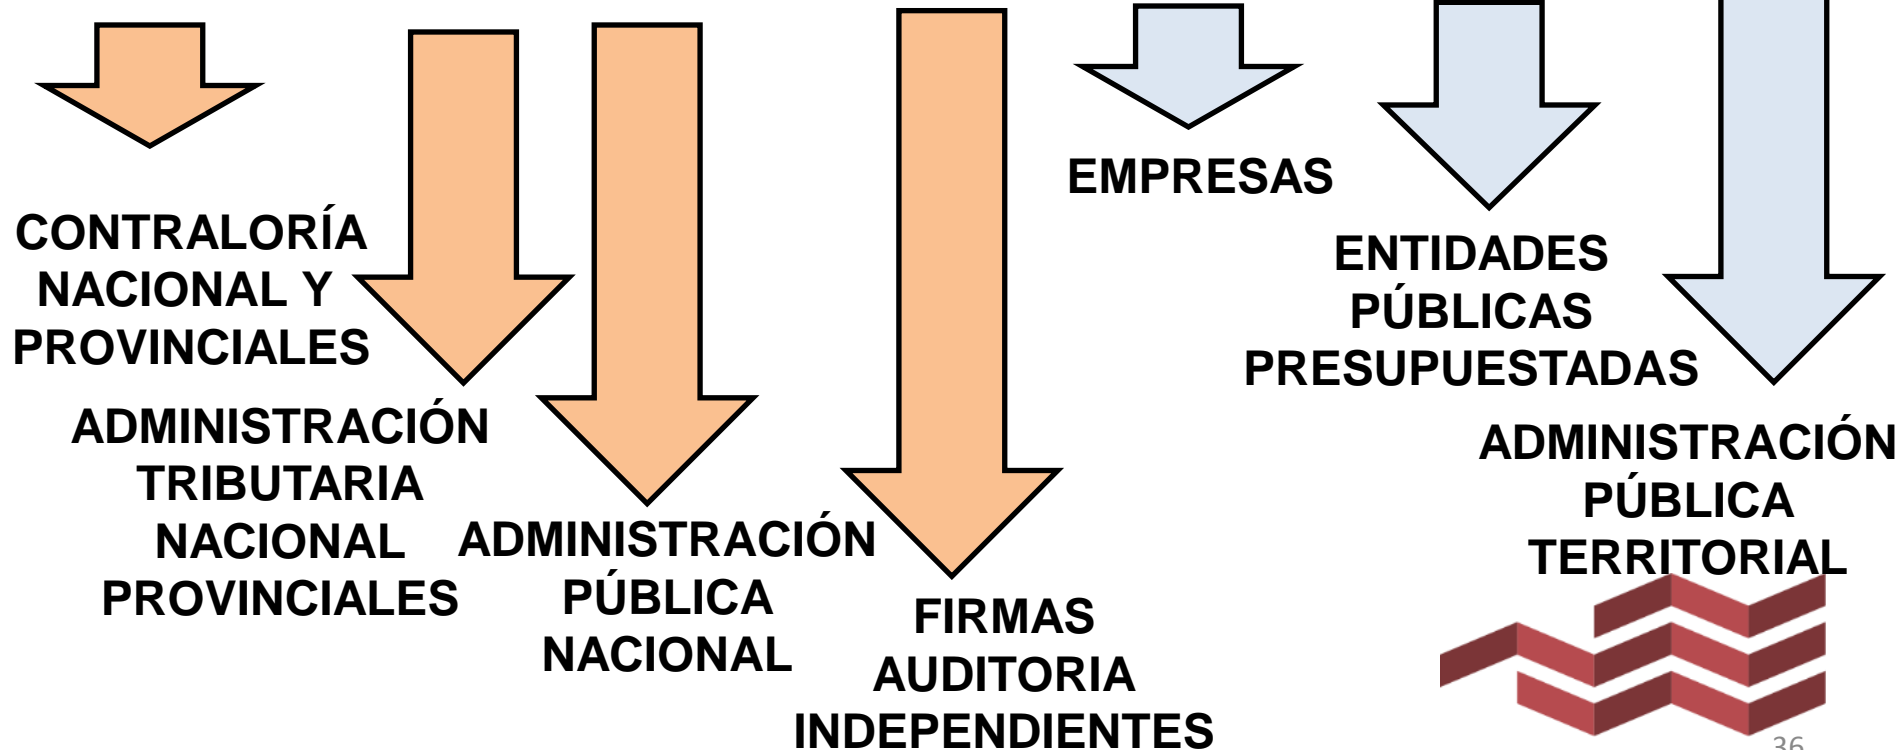 CONTRALORÍA
NACIONAL Y
PROVINCIALES
ADMINISTRACIÓN
TRIBUTARIA
NACIONAL
PROVINCIALES
ADMINISTRACIÓN
PÚBLICA
NACIONAL
FIRMAS
AUDITORIA
INDEPENDIENTES
EMPRESAS
ENTIDADES
PÚBLICAS
PRESUPUESTADAS
ADMINISTRACIÓN
PÚBLICA
TERRITORIAL
36